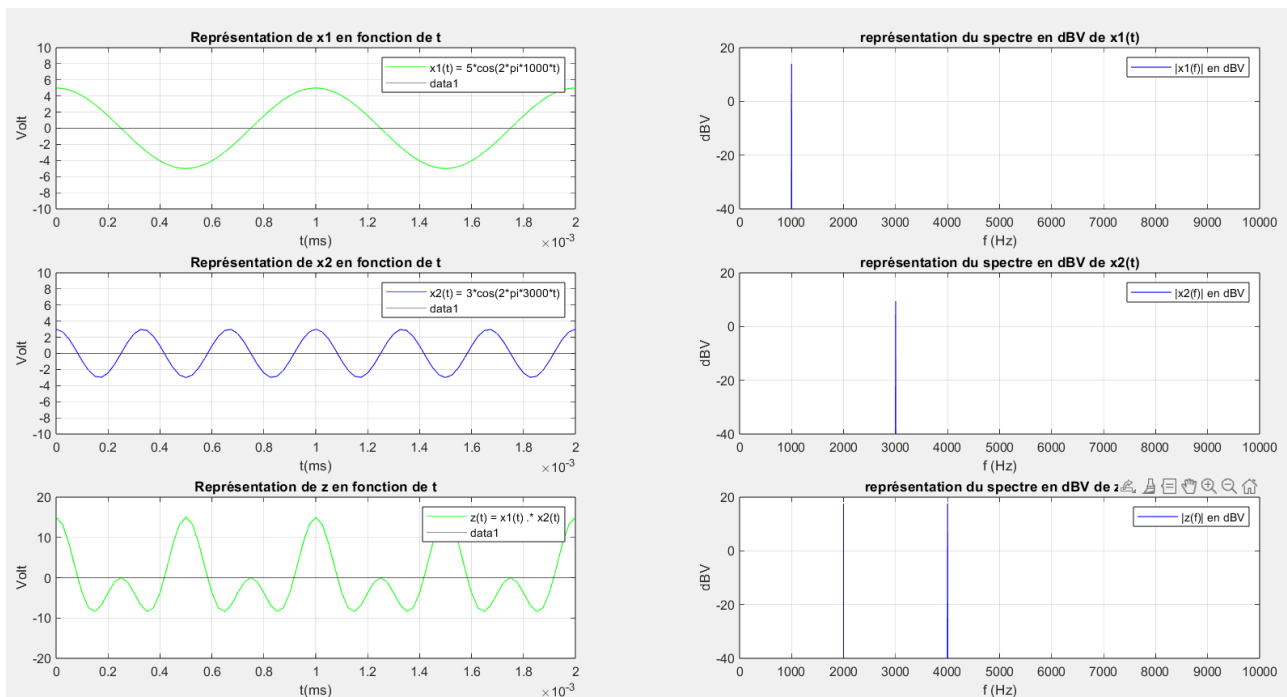 Représentation de x1 en fonction de t
10
8
6
4
2
0
-2
-4
-6
-8
-10
Volt
x1(t) = 5*cos(2*pi*1000*t)
data1
0 0.2 0.4 0.6 0.8 1 1.2 1.4 1.6 1.8 2
t(ms)
×10-3
représentation du spectre en dBV de x1(t)
20
0
-20
-40
dBV
|x1(f)| en dBV
0 1000 2000 3000 4000 5000 6000 7000 8000 9000 10000
f (Hz)
Représentation de x2 en fonction de t
10
8
6
4
2
0
-2
-4
-6
-8
-10
Volt
x2(t) = 3*cos(2*pi*3000*t)
data1
0 0.2 0.4 0.6 0.8 1 1.2 1.4 1.6 1.8 2
t(ms)
×10-3
représentation du spectre en dBV de x2(t)
20
0
-20
-40
dBV
|x2(f)| en dBV
0 1000 2000 3000 4000 5000 6000 7000 8000 9000 10000
f (Hz)
Représentation de z en fonction de t
20
10
0
-10
-20
Volt
z(t) = x1(t) .* x2(t)
data1
0 0.2 0.4 0.6 0.8 1 1.2 1.4 1.6 1.8 2
t(ms)
×10-3
représentation du spectre en dBV de z
20
0
-20
-40
dBV
|z(f)| en dBV
0 1000 2000 3000 4000 5000 6000 7000 8000 9000 10000
f (Hz)